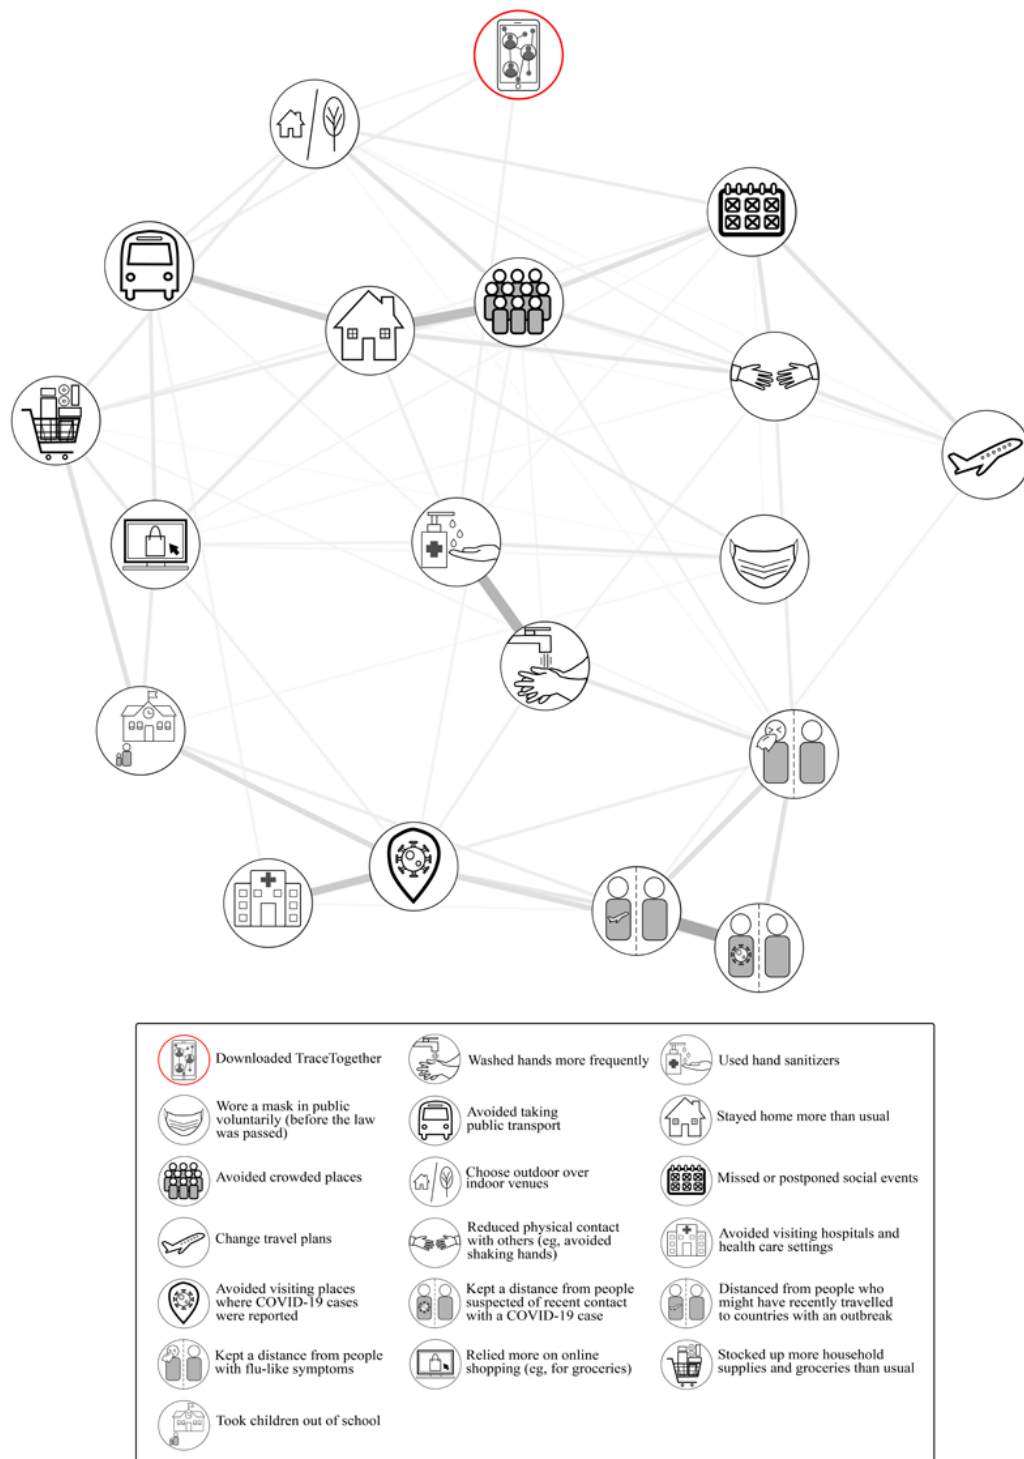 Downloaded TraceTogether
Washed hands more frequently
Used hand sanitizers
Wore a mask in public
voluntarily (before the law
was passed)
Avoided taking
public transport
Stayed home more than usual
Avoided crowded places
Choose outdoor over
indoor venues
Missed or postponed social events
Change travel plans
Reduced physical contact
with others (eg, avoided
shaking hands)
Avoided visiting hospitals and
health care settings
Avoided visiting places
where COVID-19 cases
were reported
Kept a distance from people
suspected of recent contact
with a COVID-19 case
Distanced from people who
might have recently travelled
to countries with an outbreak
Kept a distance from people
with flu-like symptoms
Relied more on online
shopping (eg, for groceries)
Stocked up more household
supplies and groceries than usual
Took children out of school